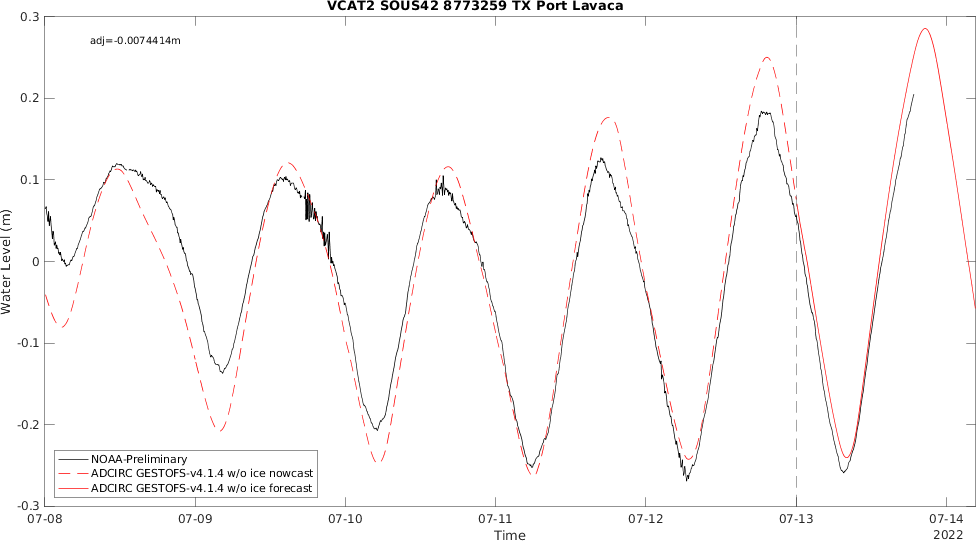 VCAT2 SOUS42 8773259 TX Port Lavaca
adj=-0.0074414m
0.3
0.2
0.1
0
-0.1
-0.2
-0.3
Water Level (m)
NOAA-Preliminary
ADCIRC GESTOFS-v4.1.4 w/o ice nowcast
ADCIRC GESTOFS-v4.1.4 w/o ice forecast
07-08 07-09 07-10 07-11 07-12 07-13 07-14
Time
2022